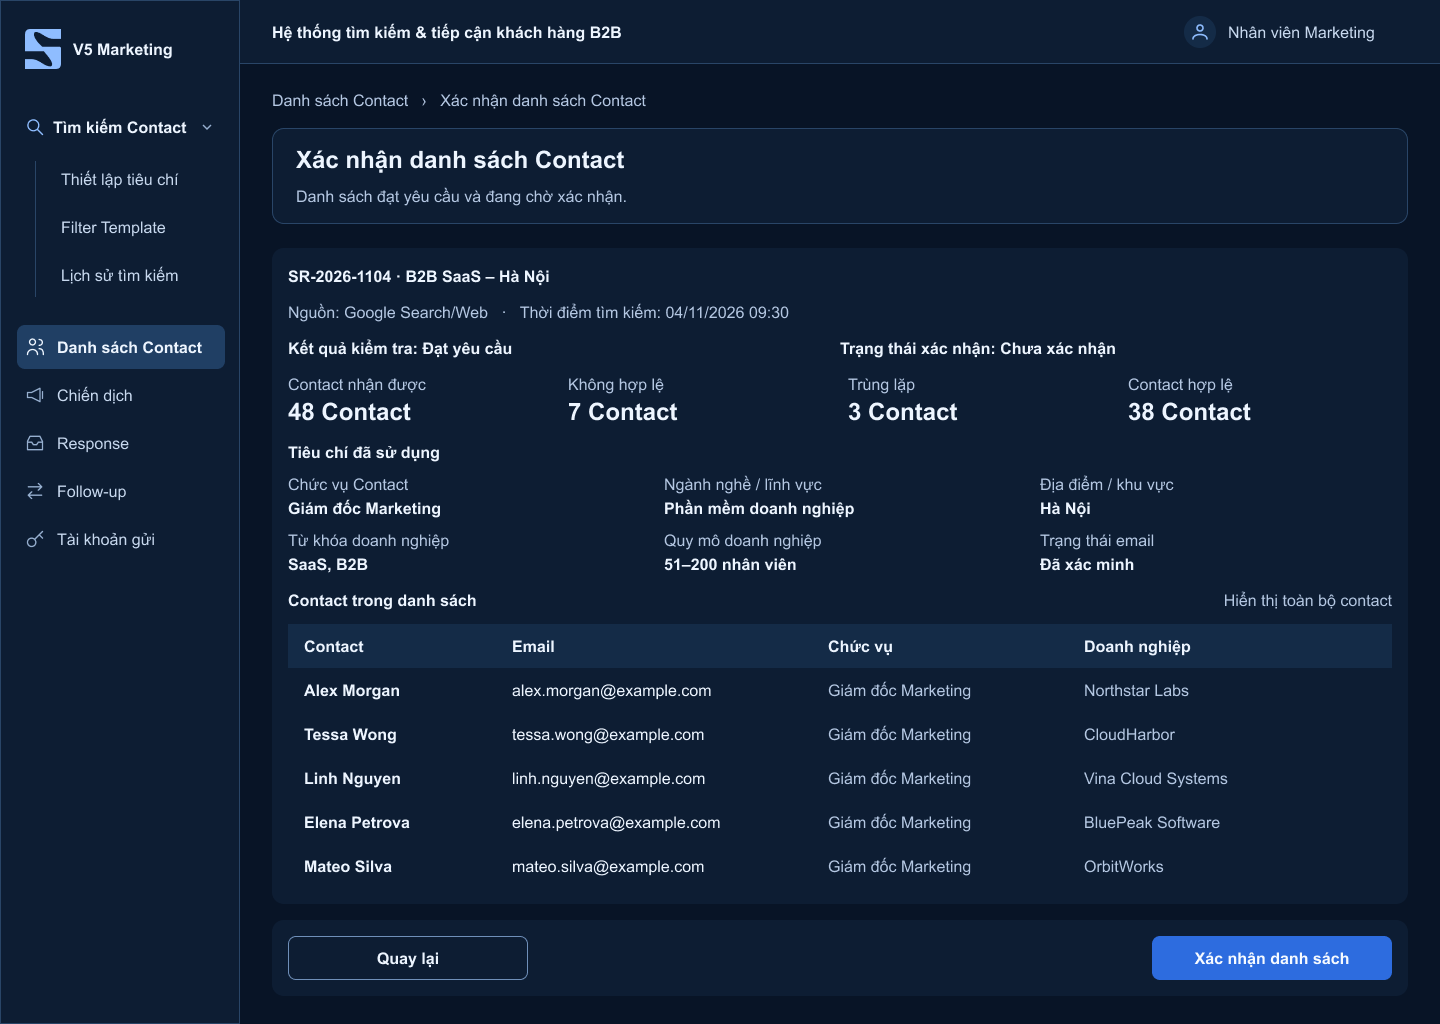 V5 Marketing
Tìm kiếm Contact
Thiết lập tiêu chí
Filter Template
Lịch sử tìm kiếm
Danh sách Contact
Chiến dịch
Response
Follow-up
Tài khoản gửi
Hệ thống tìm kiếm & tiếp cận khách hàng B2B
Nhân viên Marketing
Danh sách Contact › Xác nhận danh sách Contact
Xác nhận danh sách Contact
Danh sách đạt yêu cầu và đang chờ xác nhận.
SR-2026-1104 · B2B SaaS – Hà Nội
Nguồn: Google Search/Web · Thời điểm tìm kiếm: 04/11/2026 09:30
Kết quả kiểm tra: Đạt yêu cầu Trạng thái xác nhận: Chưa xác nhận
Contact nhận được Không hợp lệ Trùng lặp Contact hợp lệ
48 Contact 7 Contact 3 Contact 38 Contact
Tiêu chí đã sử dụng
Chức vụ Contact Ngành nghề / lĩnh vực Địa điểm / khu vực
Giám đốc Marketing Phần mềm doanh nghiệp Hà Nội
Từ khóa doanh nghiệp Quy mô doanh nghiệp Trạng thái email
SaaS, B2B 51–200 nhân viên Đã xác minh
Contact trong danh sách Hiển thị toàn bộ contact
Contact Email Chức vụ Doanh nghiệp
Alex Morgan alex.morgan@example.com Giám đốc Marketing Northstar Labs
Tessa Wong tessa.wong@example.com Giám đốc Marketing CloudHarbor
Linh Nguyen linh.nguyen@example.com Giám đốc Marketing Vina Cloud Systems
Elena Petrova elena.petrova@example.com Giám đốc Marketing BluePeak Software
Mateo Silva mateo.silva@example.com Giám đốc Marketing OrbitWorks
Quay lại Xác nhận danh sách